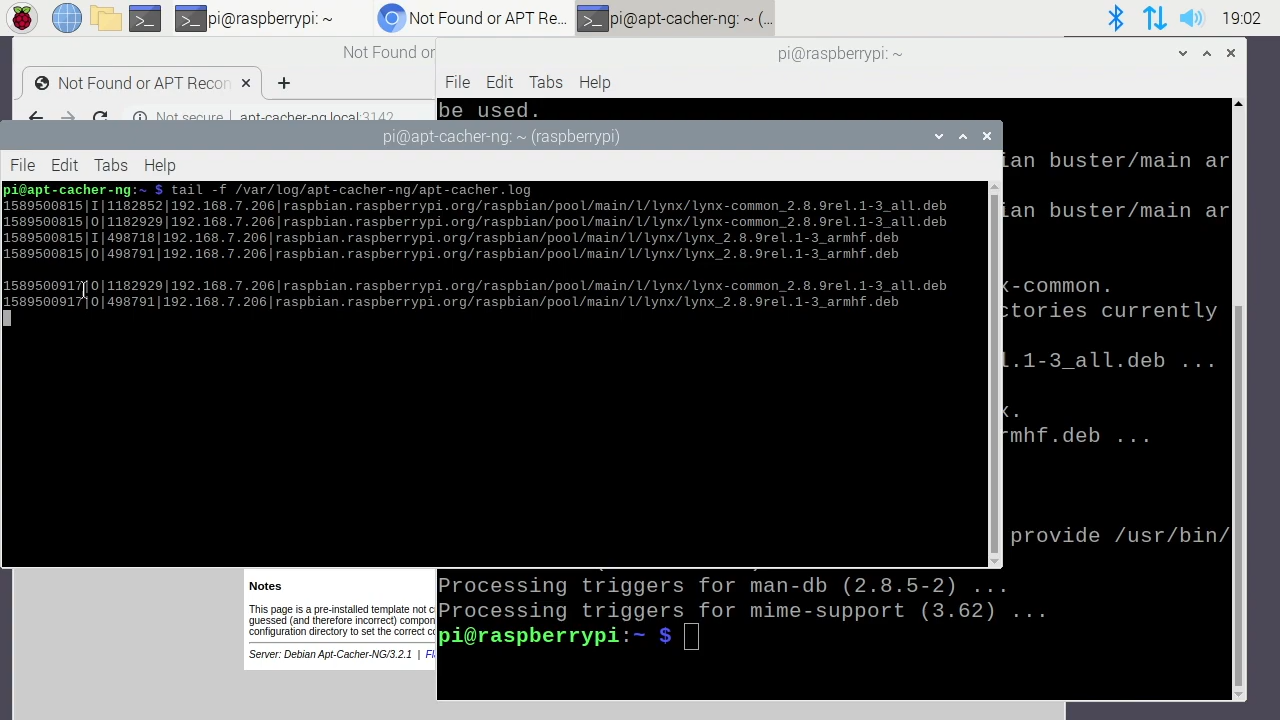 pi@raspberrypi: ~
Not Found or APT Re...
pi@apt-cacher-ng: ~ (...
19:02
Not Found or
pi@raspberrypi: ~
Not Found or APT Recon
File Edit Tabs Help
Not secure | apt-cacher-ng.local:3142
be used.
pi@apt-cacher-ng: ~ (raspberrypi)
File Edit Tabs Help
ian buster/main ar
pi@apt-cacher-ng:~ $ tail -f /var/log/apt-cacher-ng/apt-cacher.log
1589500815|I|1182852|192.168.7.206|raspbian.raspberrypi.org/raspbian/pool/main/l/lynx/lynx-common_2.8.9rel.1-3_all.deb
1589500815|O|1182929|192.168.7.206|raspbian.raspberrypi.org/raspbian/pool/main/l/lynx/lynx-common_2.8.9rel.1-3_all.deb
1589500815|I|498718|192.168.7.206|raspbian.raspberrypi.org/raspbian/pool/main/l/lynx/lynx_2.8.9rel.1-3_armhf.deb
1589500815|O|498791|192.168.7.206|raspbian.raspberrypi.org/raspbian/pool/main/l/lynx/lynx_2.8.9rel.1-3_armhf.deb
1589500917|O|1182929|192.168.7.206|raspbian.raspberrypi.org/raspbian/pool/main/l/lynx/lynx-common_2.8.9rel.1-3_all.deb
1589500917|O|498791|192.168.7.206|raspbian.raspberrypi.org/raspbian/pool/main/l/lynx/lynx_2.8.9rel.1-3_armhf.deb
ian buster/main ar
x-common.
ctories currently
l.1-3_all.deb ...
x.
rmhf.deb ...
provide /usr/bin/
Processing triggers for man-db (2.8.5-2) ...
Processing triggers for mime-support (3.62) ...
pi@raspberrypi:~ $
Notes
This page is a pre-installed template not c
guessed (and therefore incorrect) compon
configuration directory to set the correct co
Server: Debian Apt-Cacher-NG/3.2.1 | Fl